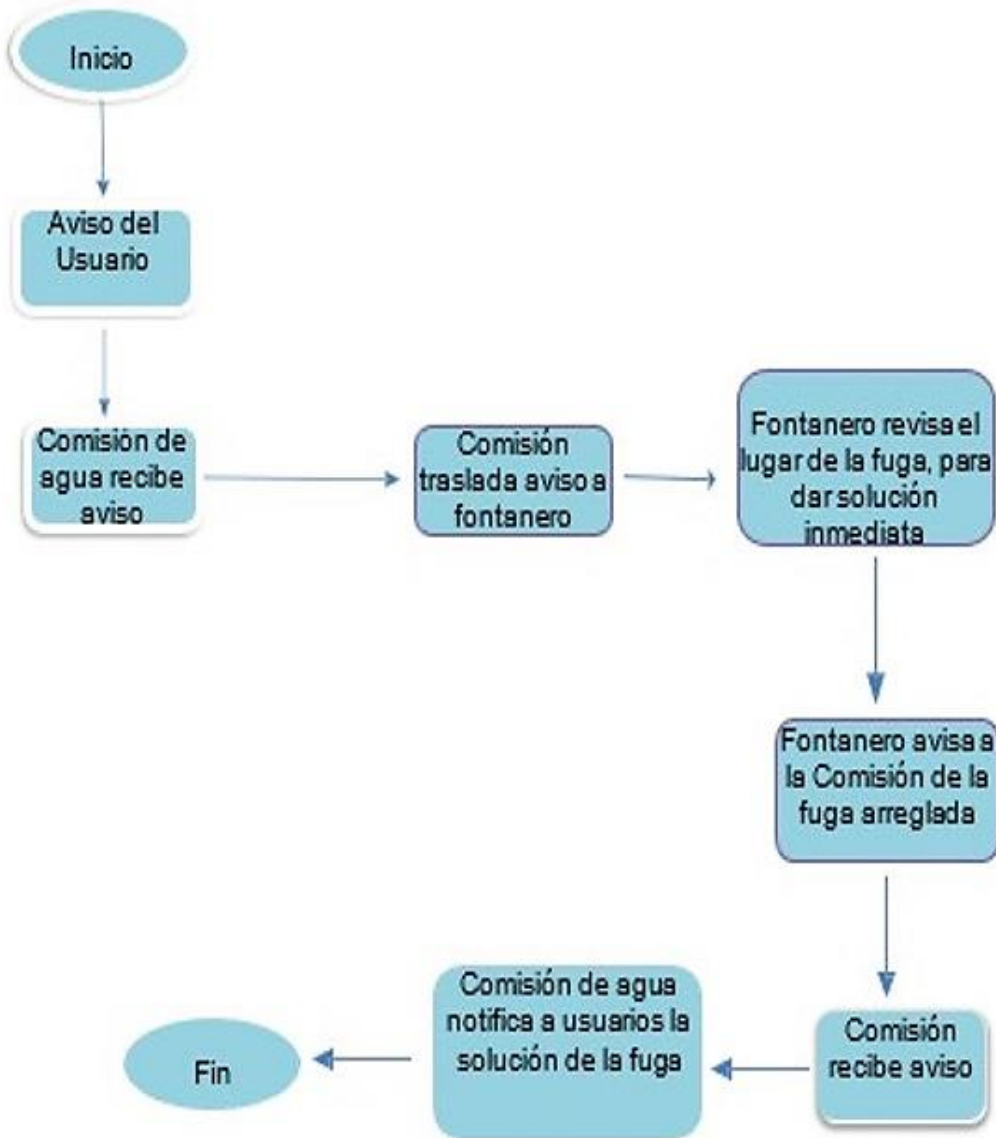 Inicio
Aviso del
Usuario
Comisión de
agua recibe
aviso
Comisión
traslada aviso a
fontanero
Fontanero revisa el
lugar de la fuga, para
dar solución
inmediata
Fontanero avisa a
la Comisión de la
fuga arreglada
Comisión
recibe aviso
Comisión de agua
notifica a usuarios la
solución de la fuga
Fin